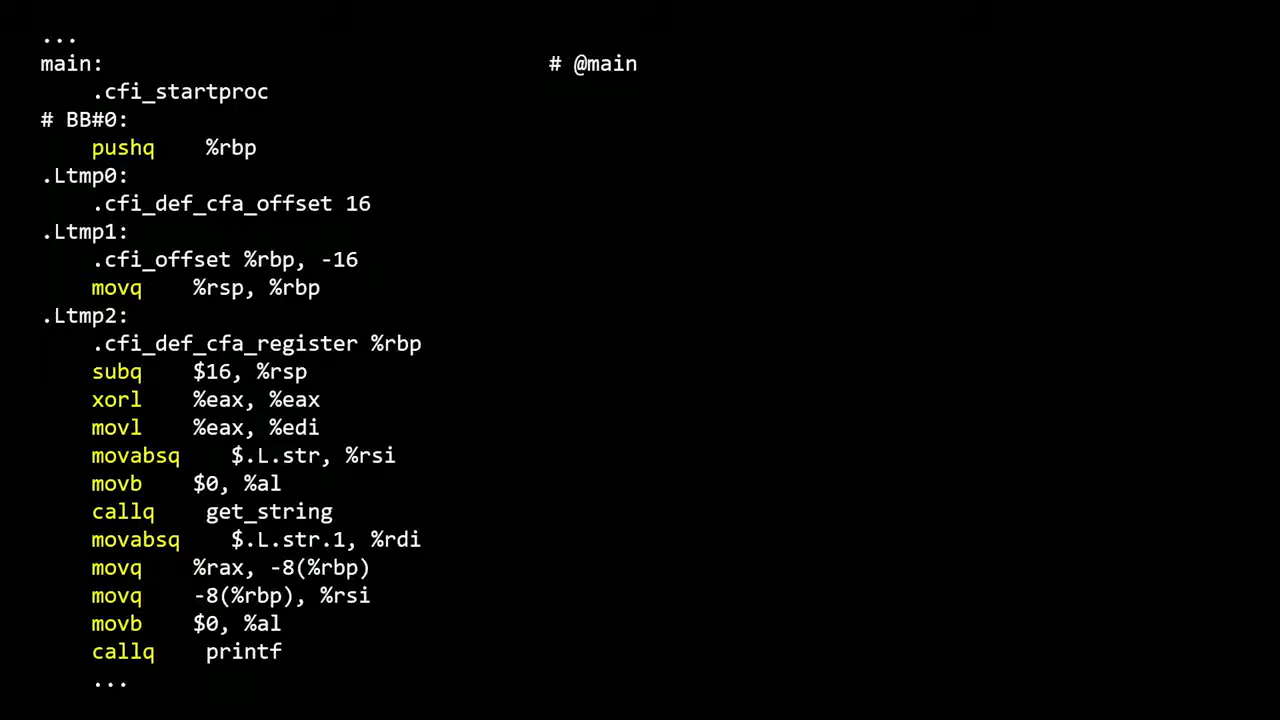 ...
main:                                   # @main
    .cfi_startproc
# BB#0:
    pushq    %rbp
.Ltmp0:
    .cfi_def_cfa_offset 16
.Ltmp1:
    .cfi_offset %rbp, -16
    movq    %rsp, %rbp
.Ltmp2:
    .cfi_def_cfa_register %rbp
    subq    $16, %rsp
    xorl    %eax, %eax
    movl    %eax, %edi
    movabsq    $.L.str, %rsi
    movb    $0, %al
    callq    get_string
    movabsq    $.L.str.1, %rdi
    movq    %rax, -8(%rbp)
    movq    -8(%rbp), %rsi
    movb    $0, %al
    callq    printf
    ...